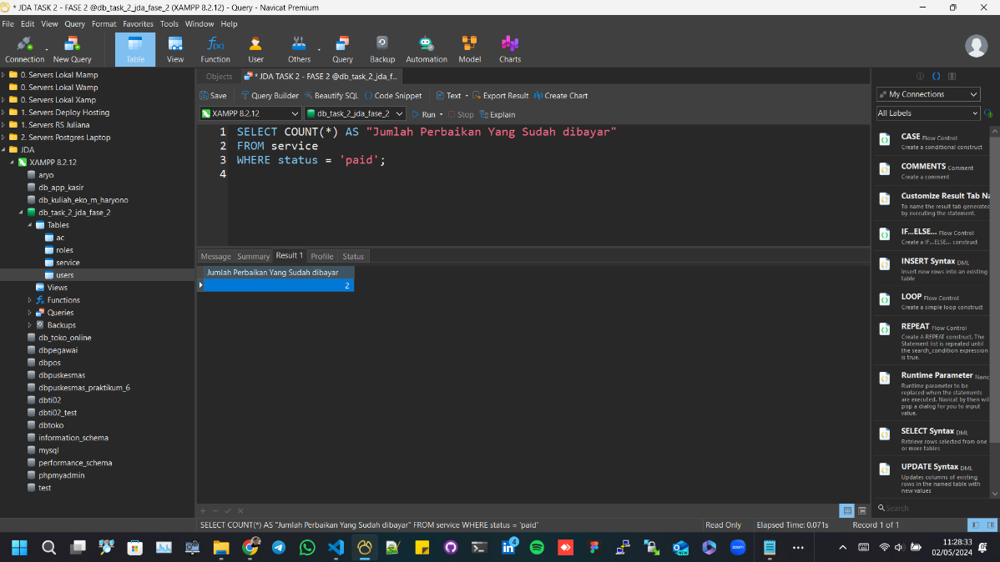 * JDA TASK 2 - FASE 2 @db_task_2_jda_fase_2 (XAMPP 8.2.12) - Query - Navicat Premium
File Edit View Query Format Favorites Tools Window Help
Connection New Query Table View Function User Others Query Backup Automation Model Charts
0. Servers Lokal Mamp
0. Servers Lokal Wamp
0. Servers Lokal Xamp
1. Servers Deploy Hosting
1. Servers RS Juliana
2. Servers Postgres Laptop
JDA
XAMPP 8.2.12
aryo
db_app_kasir
db_kuliah_eko_m_haryono
db_task_2_jda_fase_2
Tables
ac
roles
service
users
Views
Functions
Queries
Backups
db_toko_online
dbpegawai
dbpos
dbpuskesmas
dbpuskesmas_praktikum_6
dbti02
dbti02_test
dbtoko
information_schema
mysql
performance_schema
phpmyadmin
test
Objects * JDA TASK 2 - FASE 2 @db_task_2_jda_f...
Save Query Builder Beautify SQL Code Snippet Text Export Result Create Chart
XAMPP 8.2.12 db_task_2_jda_fase_2 Run Stop Explain
1 SELECT COUNT(*) AS "Jumlah Perbaikan Yang Sudah dibayar"
2 FROM service
3 WHERE status = 'paid';
4
Message Summary Result 1 Profile Status
Jumlah Perbaikan Yang Sudah dibayar
2
My Connections
All Labels
CASE Flow Control
Create a conditional construct
COMMENTS Comment
Create a comment
Customize Result Tab Na
To name the result tab generated
by executing the statement.
IF...ELSE... Flow Control
Create a IF...ELSE... construct
INSERT Syntax DML
Insert new rows into an existing
table
LOOP Flow Control
Create a simple loop construct
REPEAT Flow Control
Create A REPEAT construct. The
Statement list is repeated until
the search_condition expression
is true.
Runtime Parameter Navic
Runtime parameter to be
replaced when the statements
are executed. Navicat by then wil
pop a dialog for you to input
value.
SELECT Syntax DML
Retrieve rows selected from one
or more tables
UPDATE Syntax DML
Updates columns of existing
rows in the named table with
new values
Search
SELECT COUNT(*) AS "Jumlah Perbaikan Yang Sudah dibayar" FROM service WHERE status = 'paid' Read Only Elapsed Time: 0.071s Record 1 of 1
4
NEW
zoom
11:28:33
02/05/2024